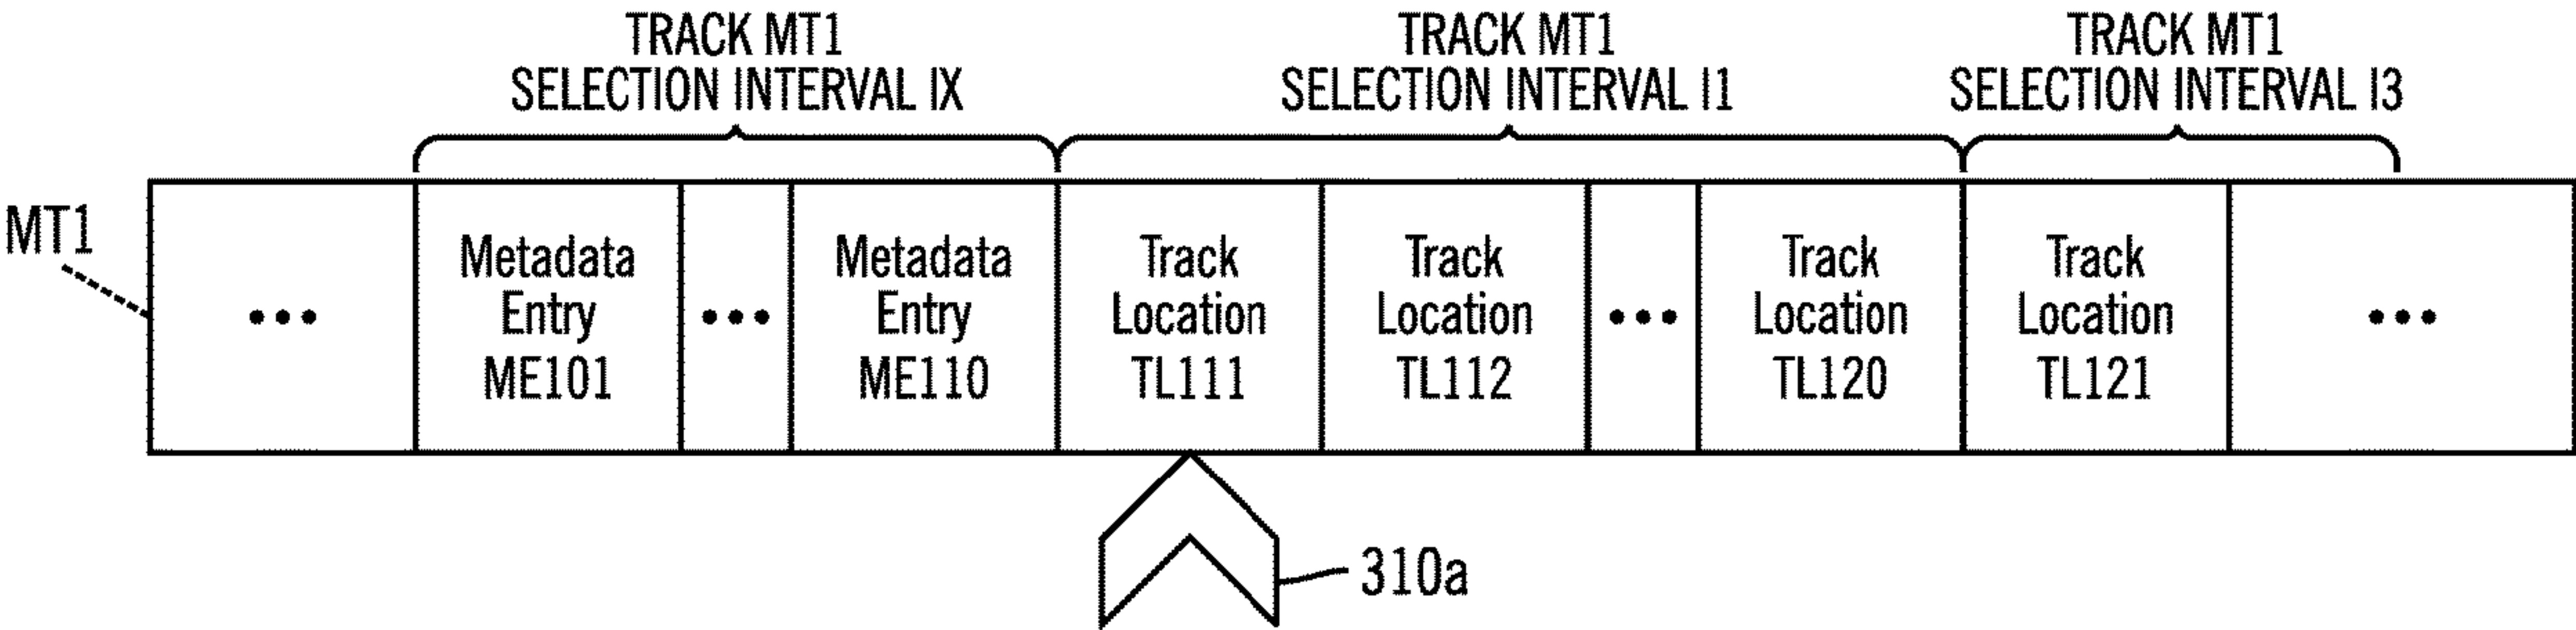 TRACK MT1
SELECTION INTERVAL IX
TRACK MT1
SELECTION INTERVAL I1
TRACK MT1
SELECTION INTERVAL I3
MT1
•••
Metadata
Entry
ME101
•••
Metadata
Entry
ME110
Track
Location
TL111
Track
Location
TL112
•••
Track
Location
TL120
Track
Location
TL121
•••
310a